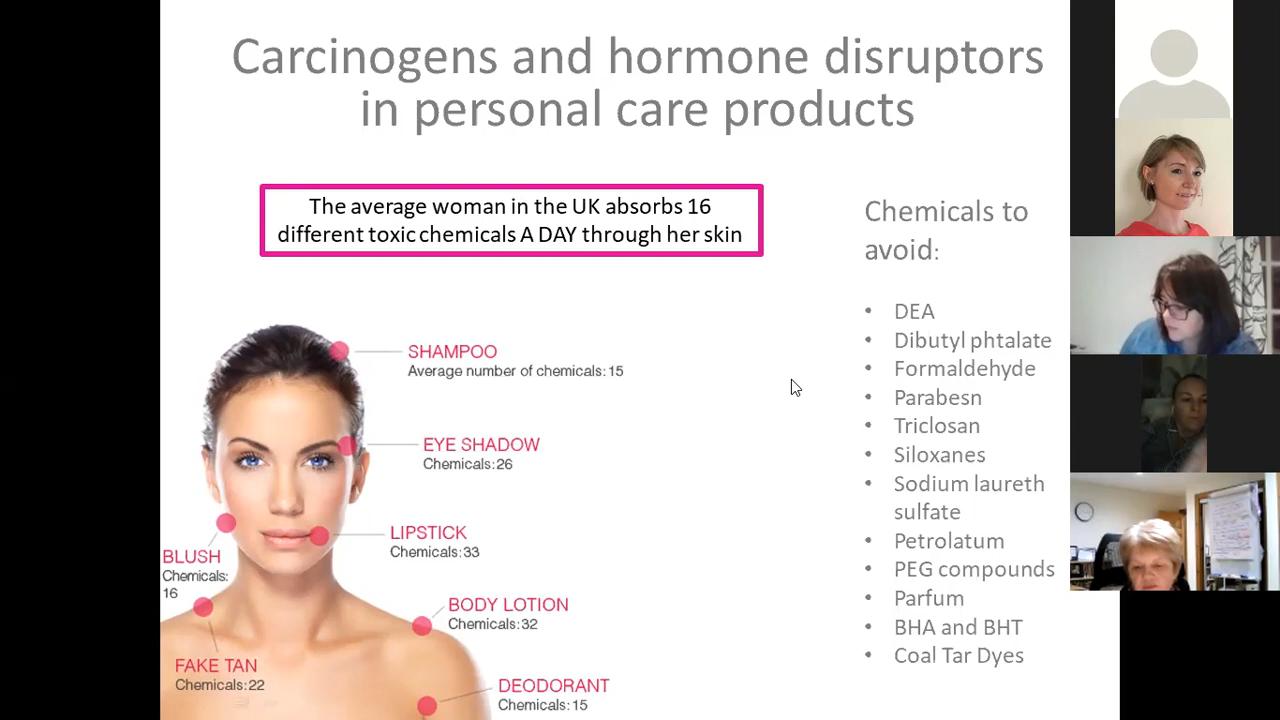 Carcinogens and hormone disruptors
in personal care products
The average woman in the UK absorbs 16
different toxic chemicals A DAY through her skin
SHAMPOO
Average number of chemicals: 15
EYE SHADOW
Chemicals: 26
LIPSTICK
Chemicals: 33
BLUSH
Chemicals:
16
BODY LOTION
Chemicals: 32
FAKE TAN
Chemicals: 22
DEODORANT
Chemicals: 15
Chemicals to
avoid:
• DEA
• Dibutyl phtalate
• Formaldehyde
• Parabesn
• Triclosan
• Siloxanes
• Sodium laureth
sulfate
• Petrolatum
• PEG compounds
• Parfum
• BHA and BHT
• Coal Tar Dyes